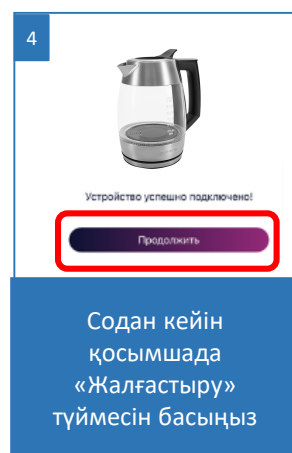 4
Устройство успешно подключено!
Продолжить
Содан кейін
қосымшада
«Жалғастыру»
түймесін басыңыз